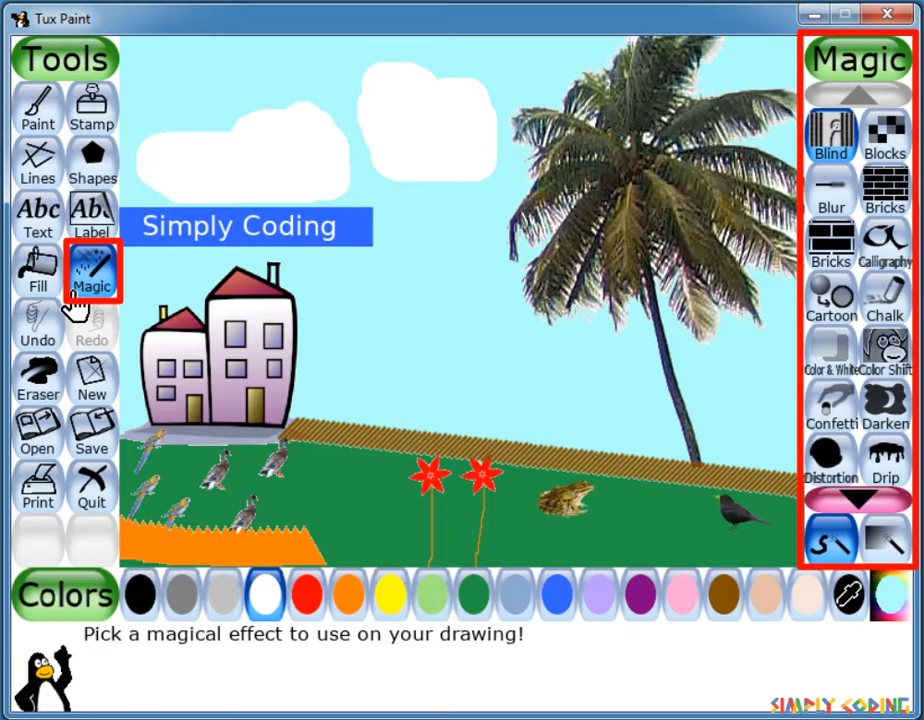 Tux Paint
Tools
Magic
Paint
Stamp
Lines
Shapes
Abc
Text
Abc
Label
Fill
Magic
Undo
Redo
Eraser
New
Open
Save
Print
Quit
Simply Coding
Blind
Blocks
Blur
Bricks
Bricks
Calligraphy
Cartoon
Chalk
Color & White
Color Shift
Confetti
Darken
Distortion
Drip
Colors
Pick a magical effect to use on your drawing!
SIMPLY CODING